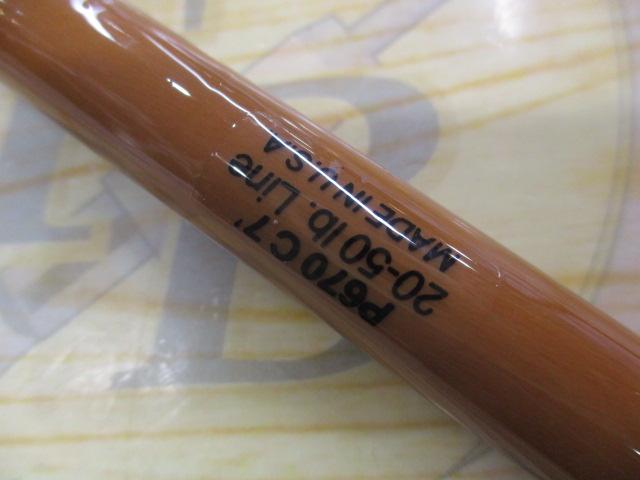 P670 C 7'
20-50 lb. Line
MADE IN U.S.A